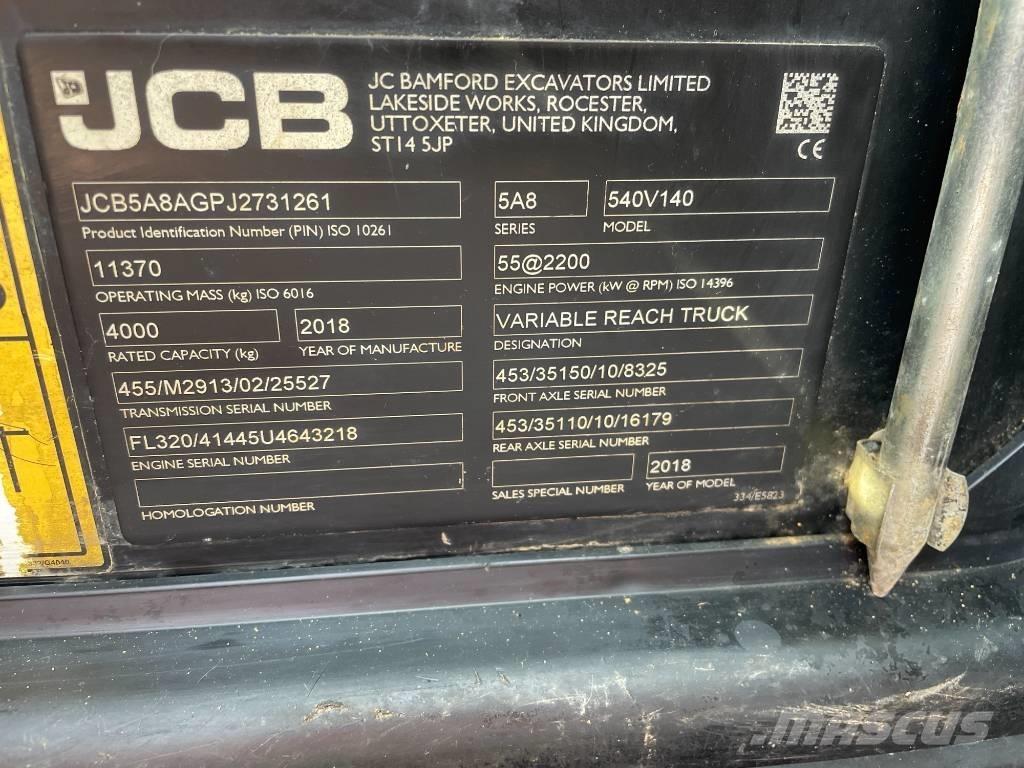 JCB
JC BAMFORD EXCAVATORS LIMITED
LAKESIDE WORKS, ROCESTER,
UTTOXETER, UNITED KINGDOM,
ST14 5JP
CE
JCB5A8AGPJ2731261
Product Identification Number (PIN) ISO 10261
5A8
SERIES
540V140
MODEL
11370
OPERATING MASS (kg) ISO 6016
55@2200
ENGINE POWER (kW @ RPM) ISO 14396
4000
RATED CAPACITY (kg)
2018
YEAR OF MANUFACTURE
VARIABLE REACH TRUCK
DESIGNATION
455/M2913/02/25527
TRANSMISSION SERIAL NUMBER
453/35150/10/8325
FRONT AXLE SERIAL NUMBER
FL320/41445U4643218
ENGINE SERIAL NUMBER
453/35110/10/16179
REAR AXLE SERIAL NUMBER
HOMOLOGATION NUMBER
SALES SPECIAL NUMBER
2018
YEAR OF MODEL
334/E5823
MASCUS